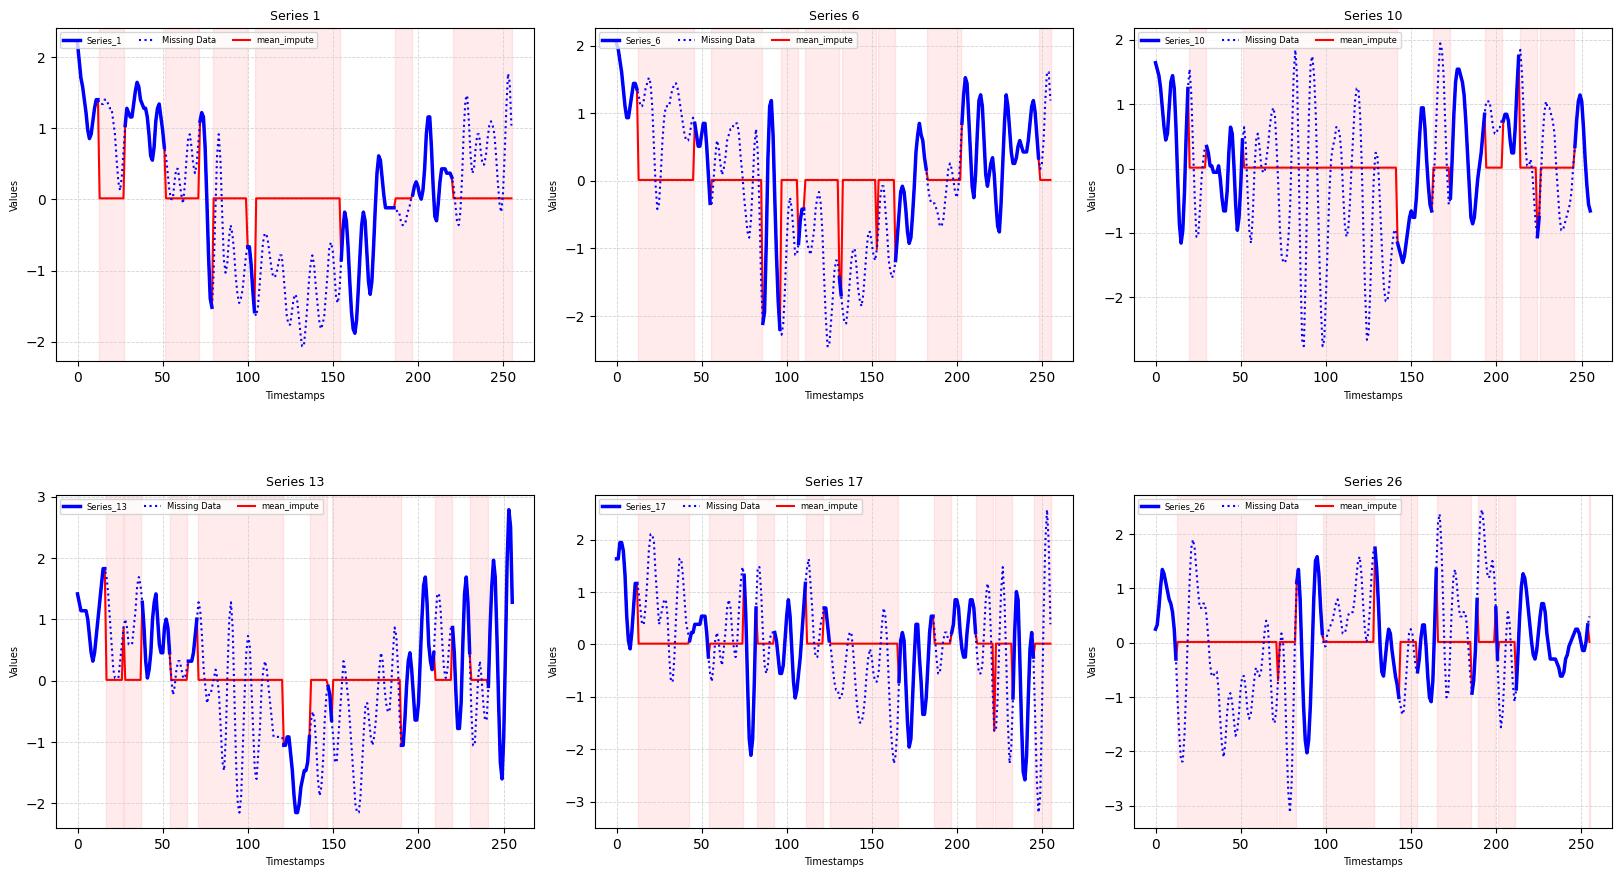 Series 1
Series_1 Missing Data mean_impute
Values
2
1
0
−1
−2
0 50 100 150 200 250
Timestamps
Series 6
Series_6 Missing Data mean_impute
Values
2
1
0
−1
−2
0 50 100 150 200 250
Timestamps
Series 10
Series_10 Missing Data mean_impute
Values
2
1
0
−1
−2
0 50 100 150 200 250
Timestamps
Series 13
Series_13 Missing Data mean_impute
Values
3
2
1
0
−1
−2
0 50 100 150 200 250
Timestamps
Series 17
Series_17 Missing Data mean_impute
Values
2
1
0
−1
−2
−3
0 50 100 150 200 250
Timestamps
Series 26
Series_26 Missing Data mean_impute
Values
2
1
0
−1
−2
−3
0 50 100 150 200 250
Timestamps